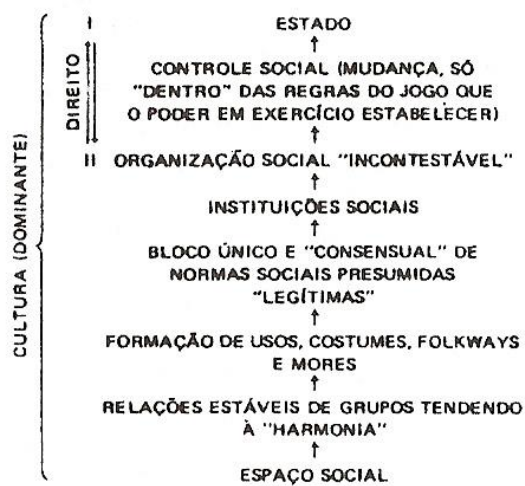 CULTURA (DOMINANTE)
DIREITO
I
ESTADO
CONTROLE SOCIAL (MUDANÇA, SÓ
"DENTRO" DAS REGRAS DO JOGO QUE
O PODER EM EXERCÍCIO ESTABELECER)
II ORGANIZAÇÃO SOCIAL "INCONTESTÁVEL"
INSTITUIÇÕES SOCIAIS
BLOCO ÚNICO E "CONSENSUAL" DE
NORMAS SOCIAIS PRESUMIDAS
"LEGÍTIMAS"
FORMAÇÃO DE USOS, COSTUMES, FOLKWAYS
E MORES
RELAÇÕES ESTÁVEIS DE GRUPOS TENDENDO
À "HARMONIA"
ESPAÇO SOCIAL